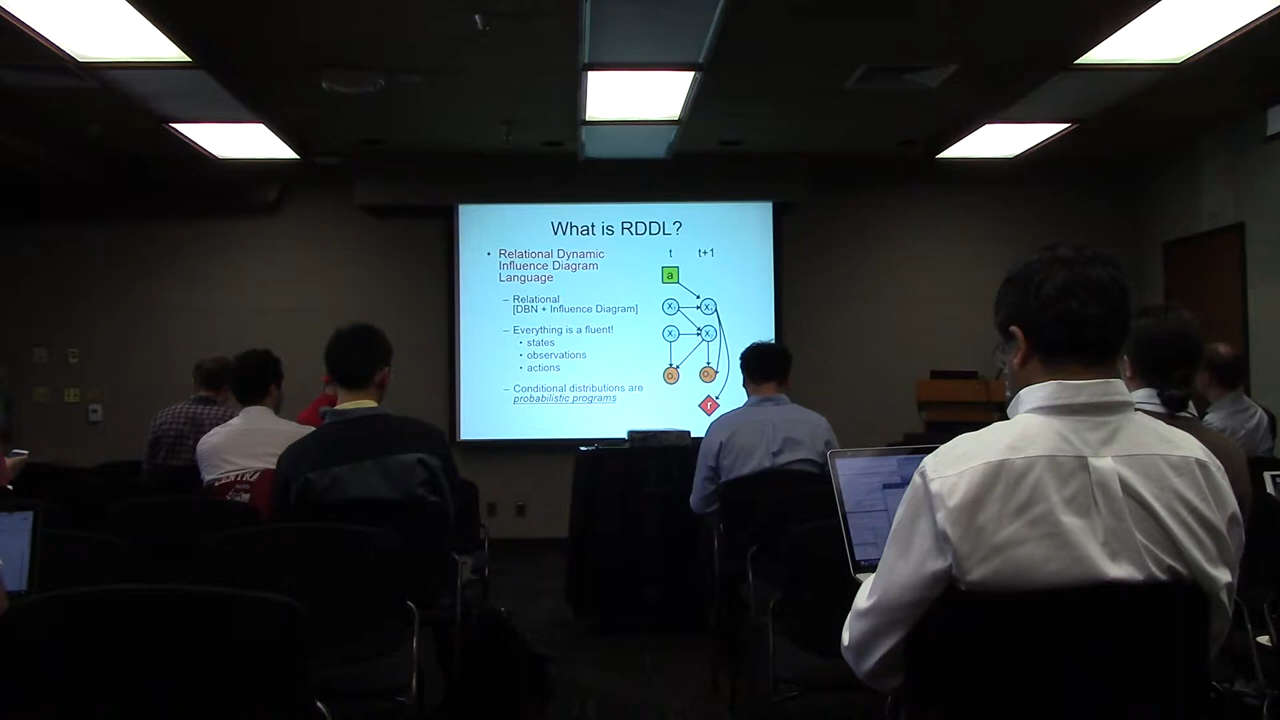 What is RDDL?
• Relational Dynamic
Influence Diagram
Language
– Relational
[DBN + Influence Diagram]
– Everything is a fluent!
• states
• observations
• actions
– Conditional distributions are
probabilistic programs
t t+1
a
X X
X X
O O
r